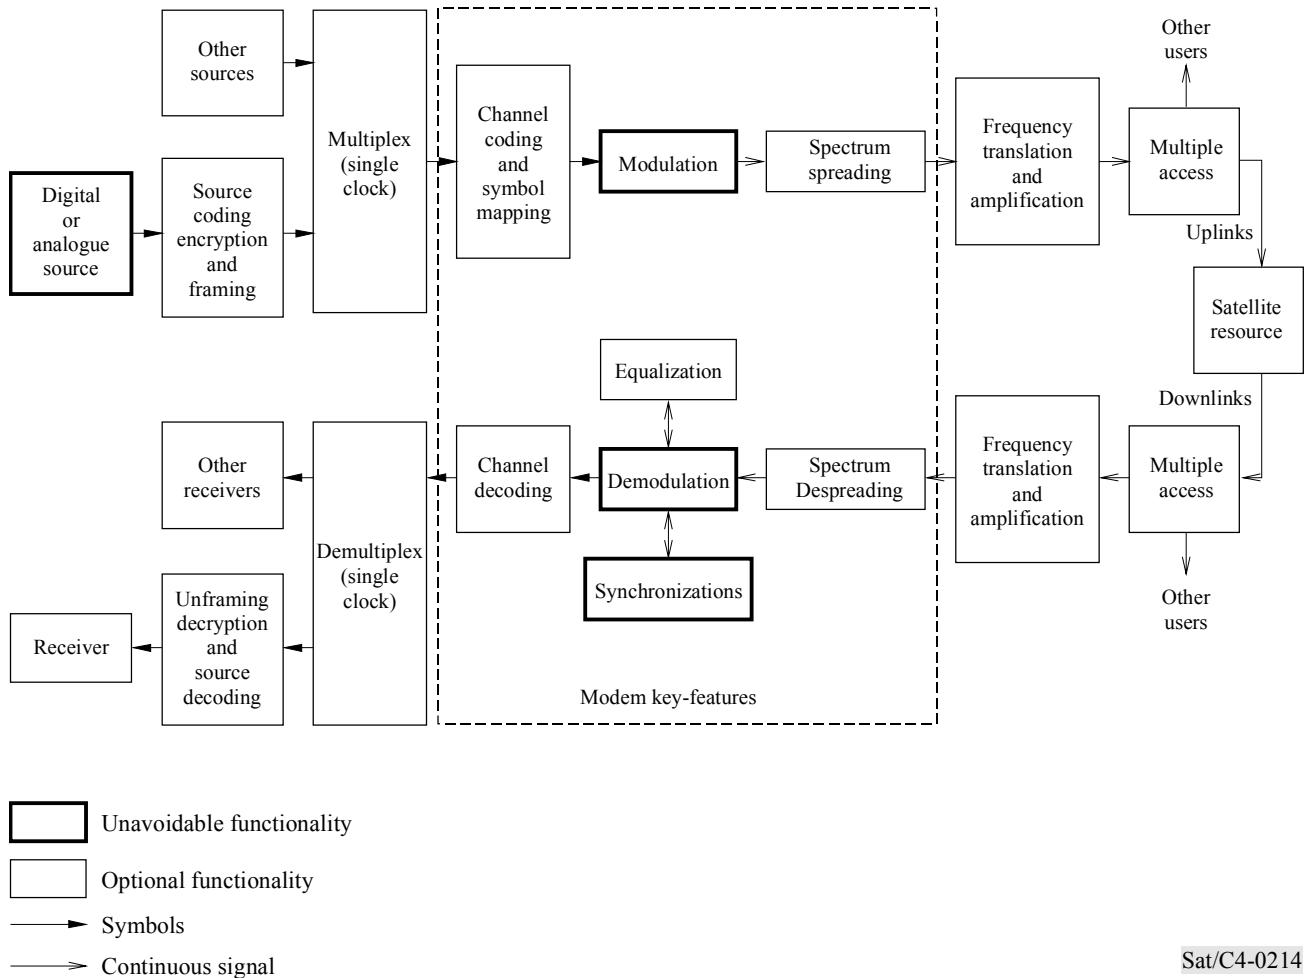 Other
sources
Digital
or
analogue
source
Source
coding
encryption
and
framing
Multiplex
(single
clock)
Channel
coding
and
symbol
mapping
Modulation
Spectrum
spreading
Frequency
translation
and
amplification
Other
users
Multiple
access
Uplinks
Satellite
resource
Downlinks
Multiple
access
Other
users
Frequency
translation
and
amplification
Spectrum
Despreading
Equalization
Demodulation
Synchronizations
Channel
decoding
Demultiplex
(single
clock)
Other
receivers
Unframing
decryption
and
source
decoding
Receiver
Modem key-features
Unavoidable functionality
Optional functionality
Symbols
Continuous signal
Sat/C4-0214